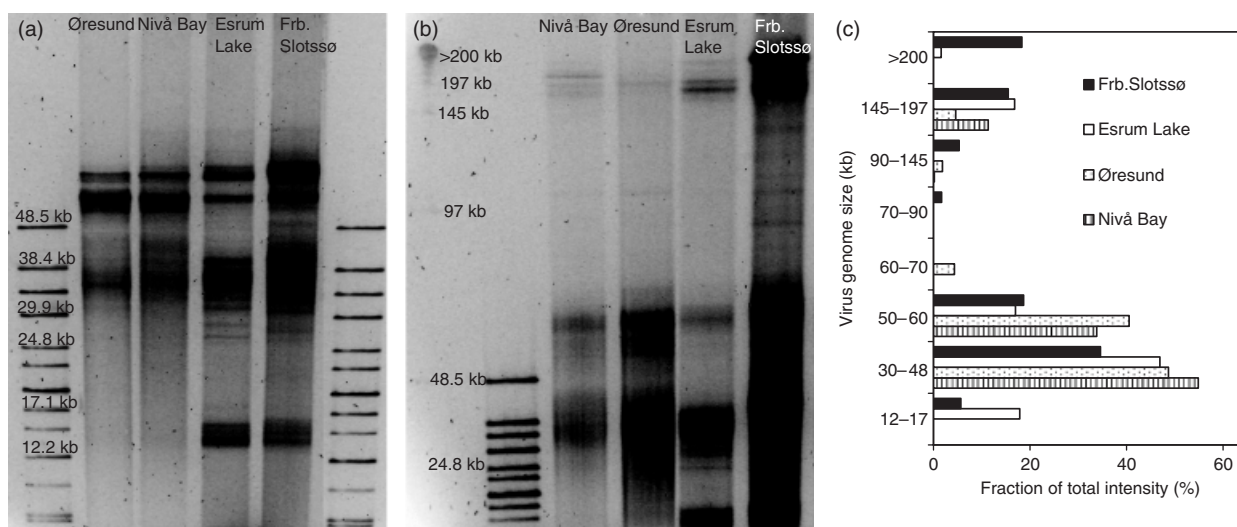 (a)
Øresund Nivå Bay Esrum Lake Frb. Slotssø
48.5 kb
38.4 kb
29.9 kb
24.8 kb
17.1 kb
12.2 kb
(b)
Nivå Bay Øresund Esrum Lake Frb. Slotssø
>200 kb
197 kb
145 kb
97 kb
48.5 kb
24.8 kb
(c)
Virus genome size (kb)
>200
145–197
90–145
70–90
60–70
50–60
30–48
12–17
Frb.Slotssø
Esrum Lake
Øresund
Nivå Bay
0 20 40 60
Fraction of total intensity (%)